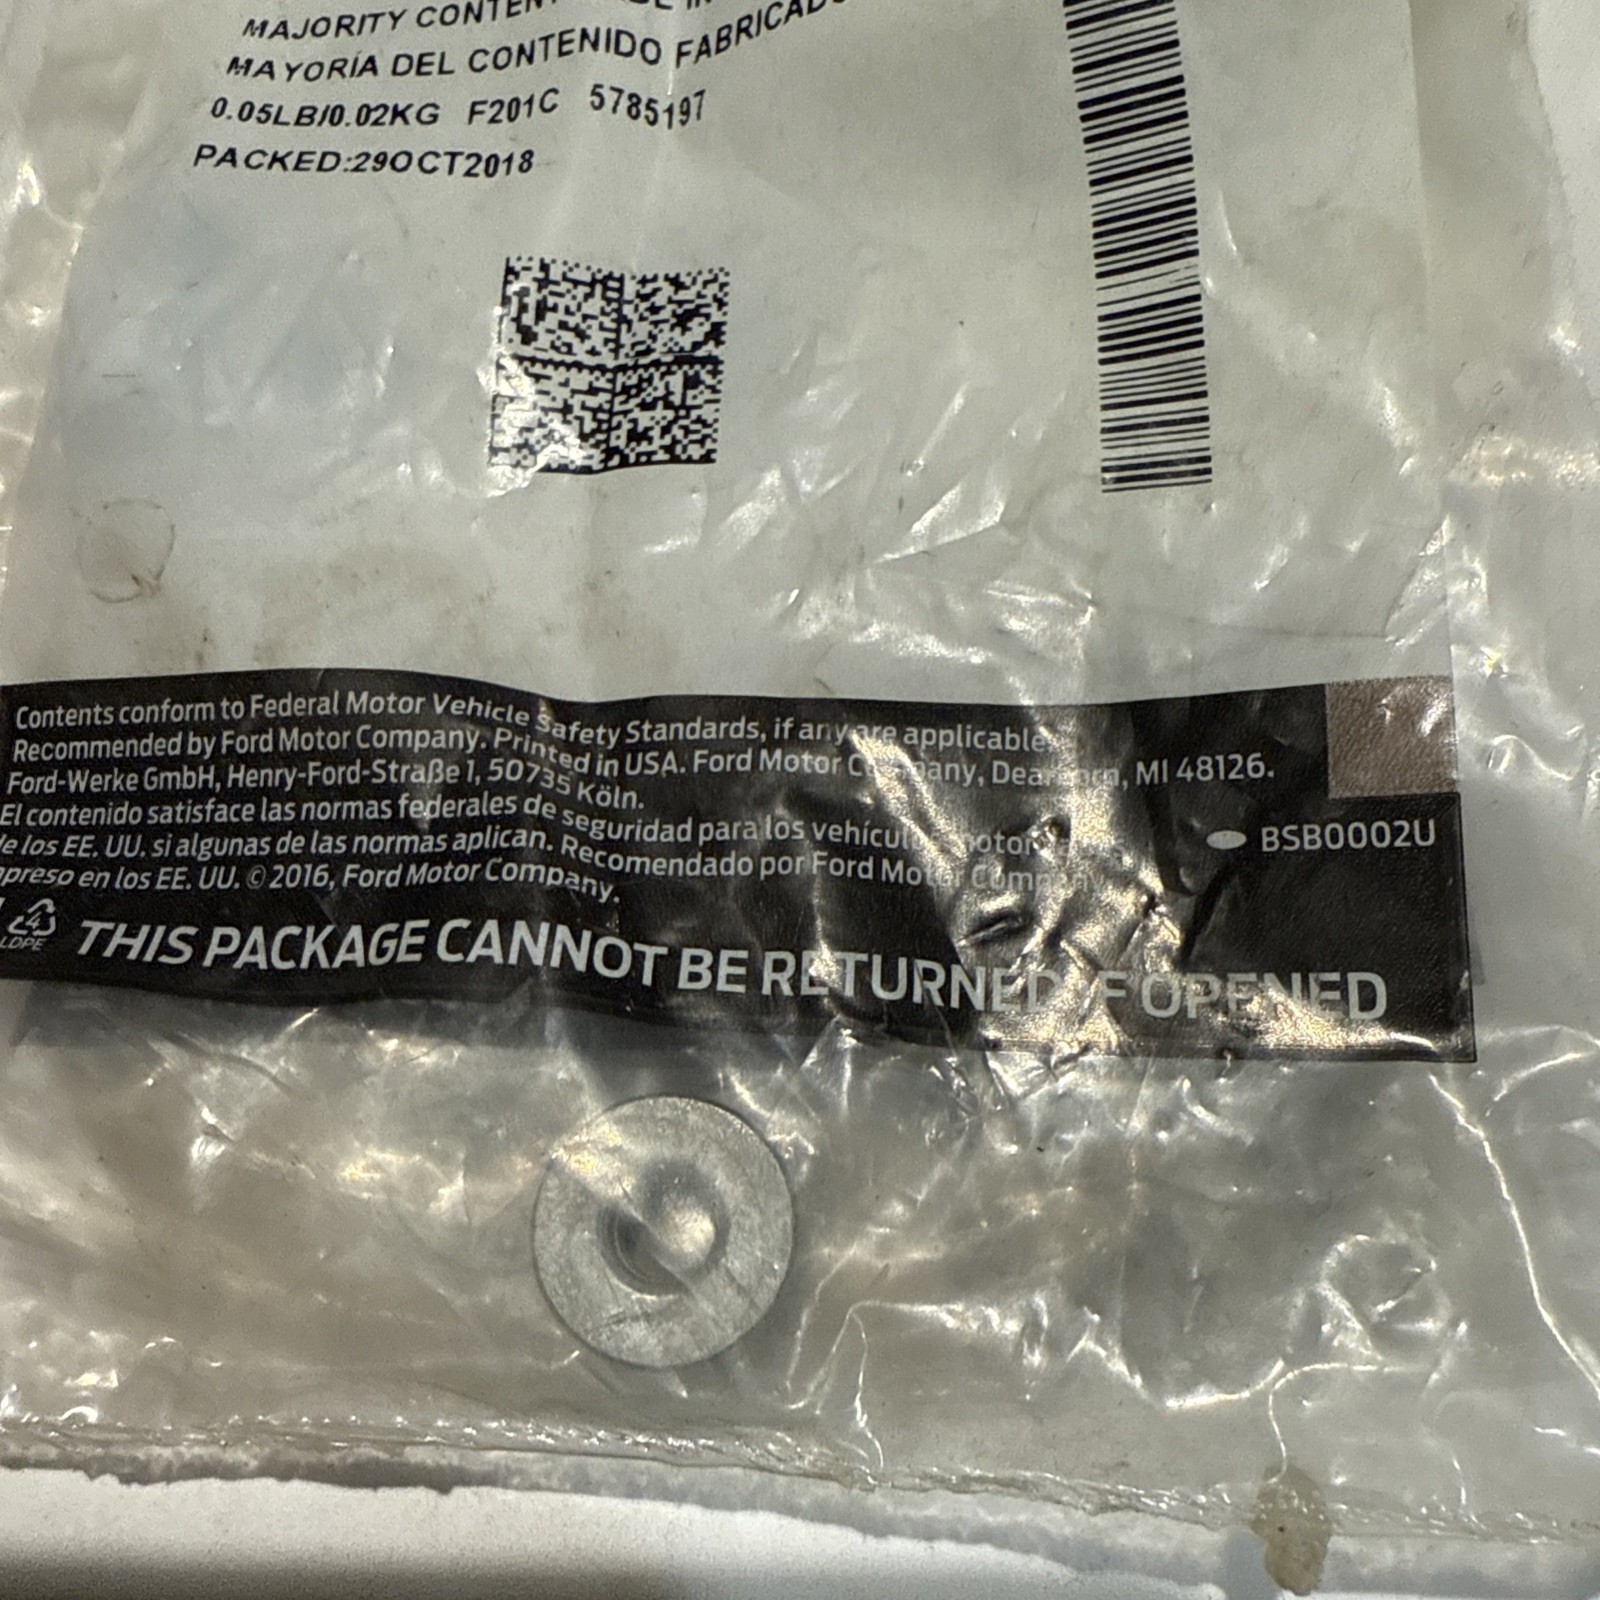 MAJORITY CONTENT
MAYORÍA DEL CONTENIDO FABRICADO
0.05LB/0.02KG F201C 5785197
PACKED:29OCT2018
Contents conform to Federal Motor Vehicle Safety Standards, if any are applicable.
Recommended by Ford Motor Company. Printed in USA. Ford Motor Company, Dearborn, MI 48126.
Ford-Werke GmbH, Henry-Ford-Straße 1, 50735 Köln.
El contenido satisface las normas federales de seguridad para los vehículos
de los EE. UU. si algunas de las normas aplican. Recomendado por Ford Motor Company.
preso en los EE. UU. © 2016, Ford Motor Company.
BSB0002U
4
LDPE
THIS PACKAGE CANNOT BE RETURNED IF OPENED